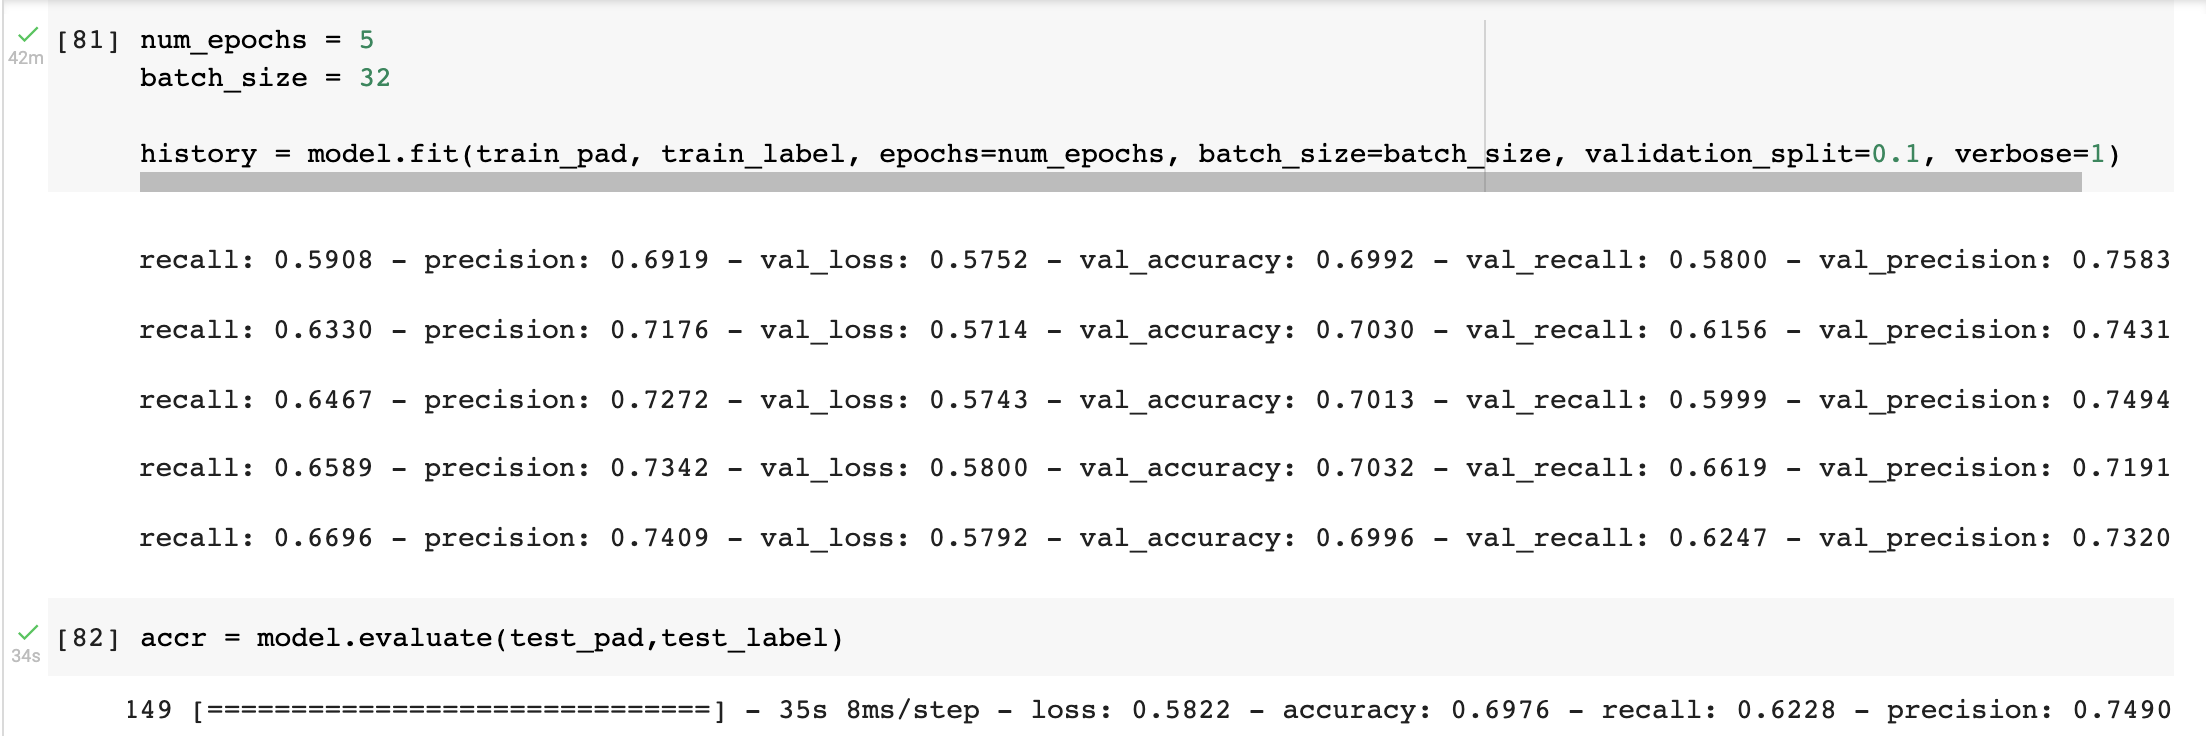 [81] num_epochs = 5
42m
batch_size = 32
history = model.fit(train_pad, train_label, epochs=num_epochs, batch_size=batch_size, validation_split=0.1, verbose=1)
recall: 0.5908 - precision: 0.6919 - val_loss: 0.5752 - val_accuracy: 0.6992 - val_recall: 0.5800 - val_precision: 0.7583
recall: 0.6330 - precision: 0.7176 - val_loss: 0.5714 - val_accuracy: 0.7030 - val_recall: 0.6156 - val_precision: 0.7431
recall: 0.6467 - precision: 0.7272 - val_loss: 0.5743 - val_accuracy: 0.7013 - val_recall: 0.5999 - val_precision: 0.7494
recall: 0.6589 - precision: 0.7342 - val_loss: 0.5800 - val_accuracy: 0.7032 - val_recall: 0.6619 - val_precision: 0.7191
recall: 0.6696 - precision: 0.7409 - val_loss: 0.5792 - val_accuracy: 0.6996 - val_recall: 0.6247 - val_precision: 0.7320
[82] accr = model.evaluate(test_pad,test_label)
34s
149 [==============================] - 35s 8ms/step - loss: 0.5822 - accuracy: 0.6976 - recall: 0.6228 - precision: 0.7490